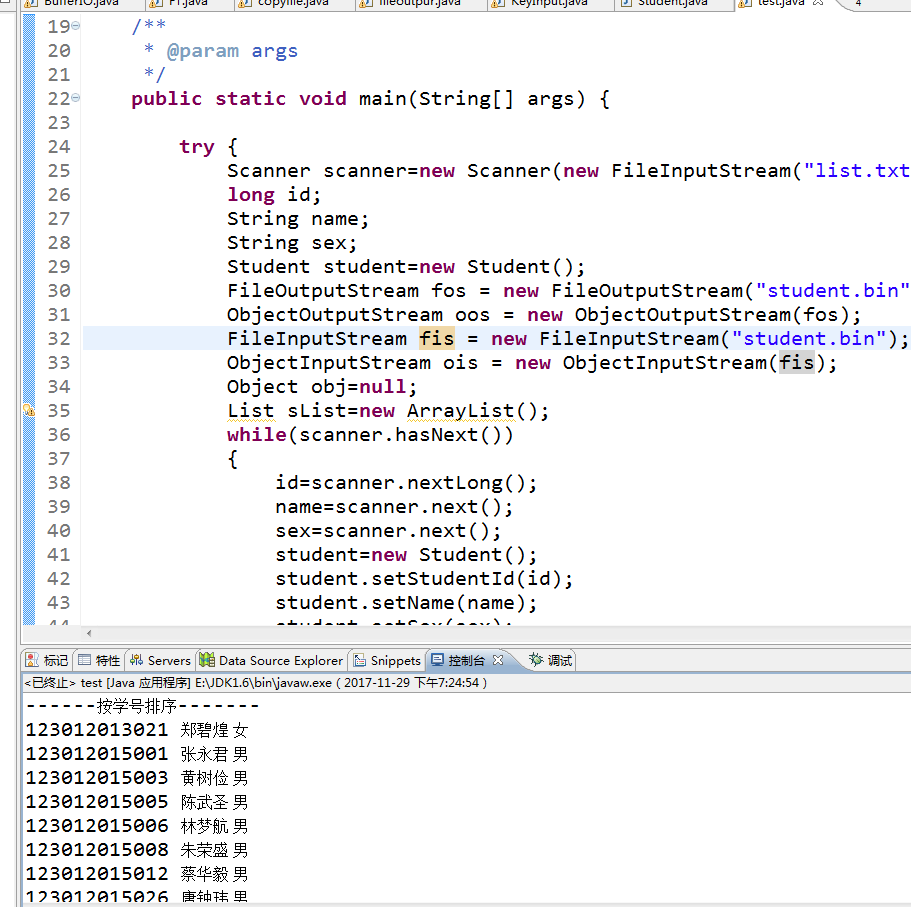 BufferIO.java F1.java copyfile.java fileoutpur.java KeyInput.java Student.java test.java 4
19 /**
20 * @param args
21 */
22 public static void main(String[] args) {
23
24 try {
25 Scanner scanner=new Scanner(new FileInputStream("list.txt
26 long id;
27 String name;
28 String sex;
29 Student student=new Student();
30 FileOutputStream fos = new FileOutputStream("student.bin"
31 ObjectOutputStream oos = new ObjectOutputStream(fos);
32 FileInputStream fis = new FileInputStream("student.bin");
33 ObjectInputStream ois = new ObjectInputStream(fis);
34 Object obj=null;
35 List sList=new ArrayList();
36 while(scanner.hasNext())
37 {
38 id=scanner.nextLong();
39 name=scanner.next();
40 sex=scanner.next();
41 student=new Student();
42 student.setStudentId(id);
43 student.setName(name);
44 student.setSex(sex);
标记 特性 Servers Data Source Explorer Snippets 控制台 调试
<已终止> test [Java 应用程序] E:\JDK1.6\bin\javaw.exe ( 2017-11-29 下午7:24:54 )
------按学号排序-------
123012013021 郑碧煌 女
123012015001 张永君 男
123012015003 黄树俭 男
123012015005 陈武圣 男
123012015006 林梦航 男
123012015008 朱荣盛 男
123012015012 蔡华毅 男
123012015026 唐钟玮 男